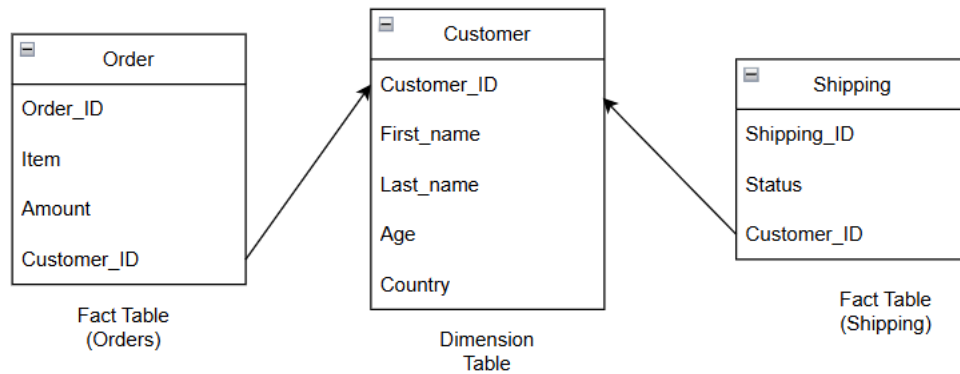 Order
Order_ID
Item
Amount
Customer_ID
Fact Table
(Orders)
Customer
Customer_ID
First_name
Last_name
Age
Country
Dimension
Table
Shipping
Shipping_ID
Status
Customer_ID
Fact Table
(Shipping)